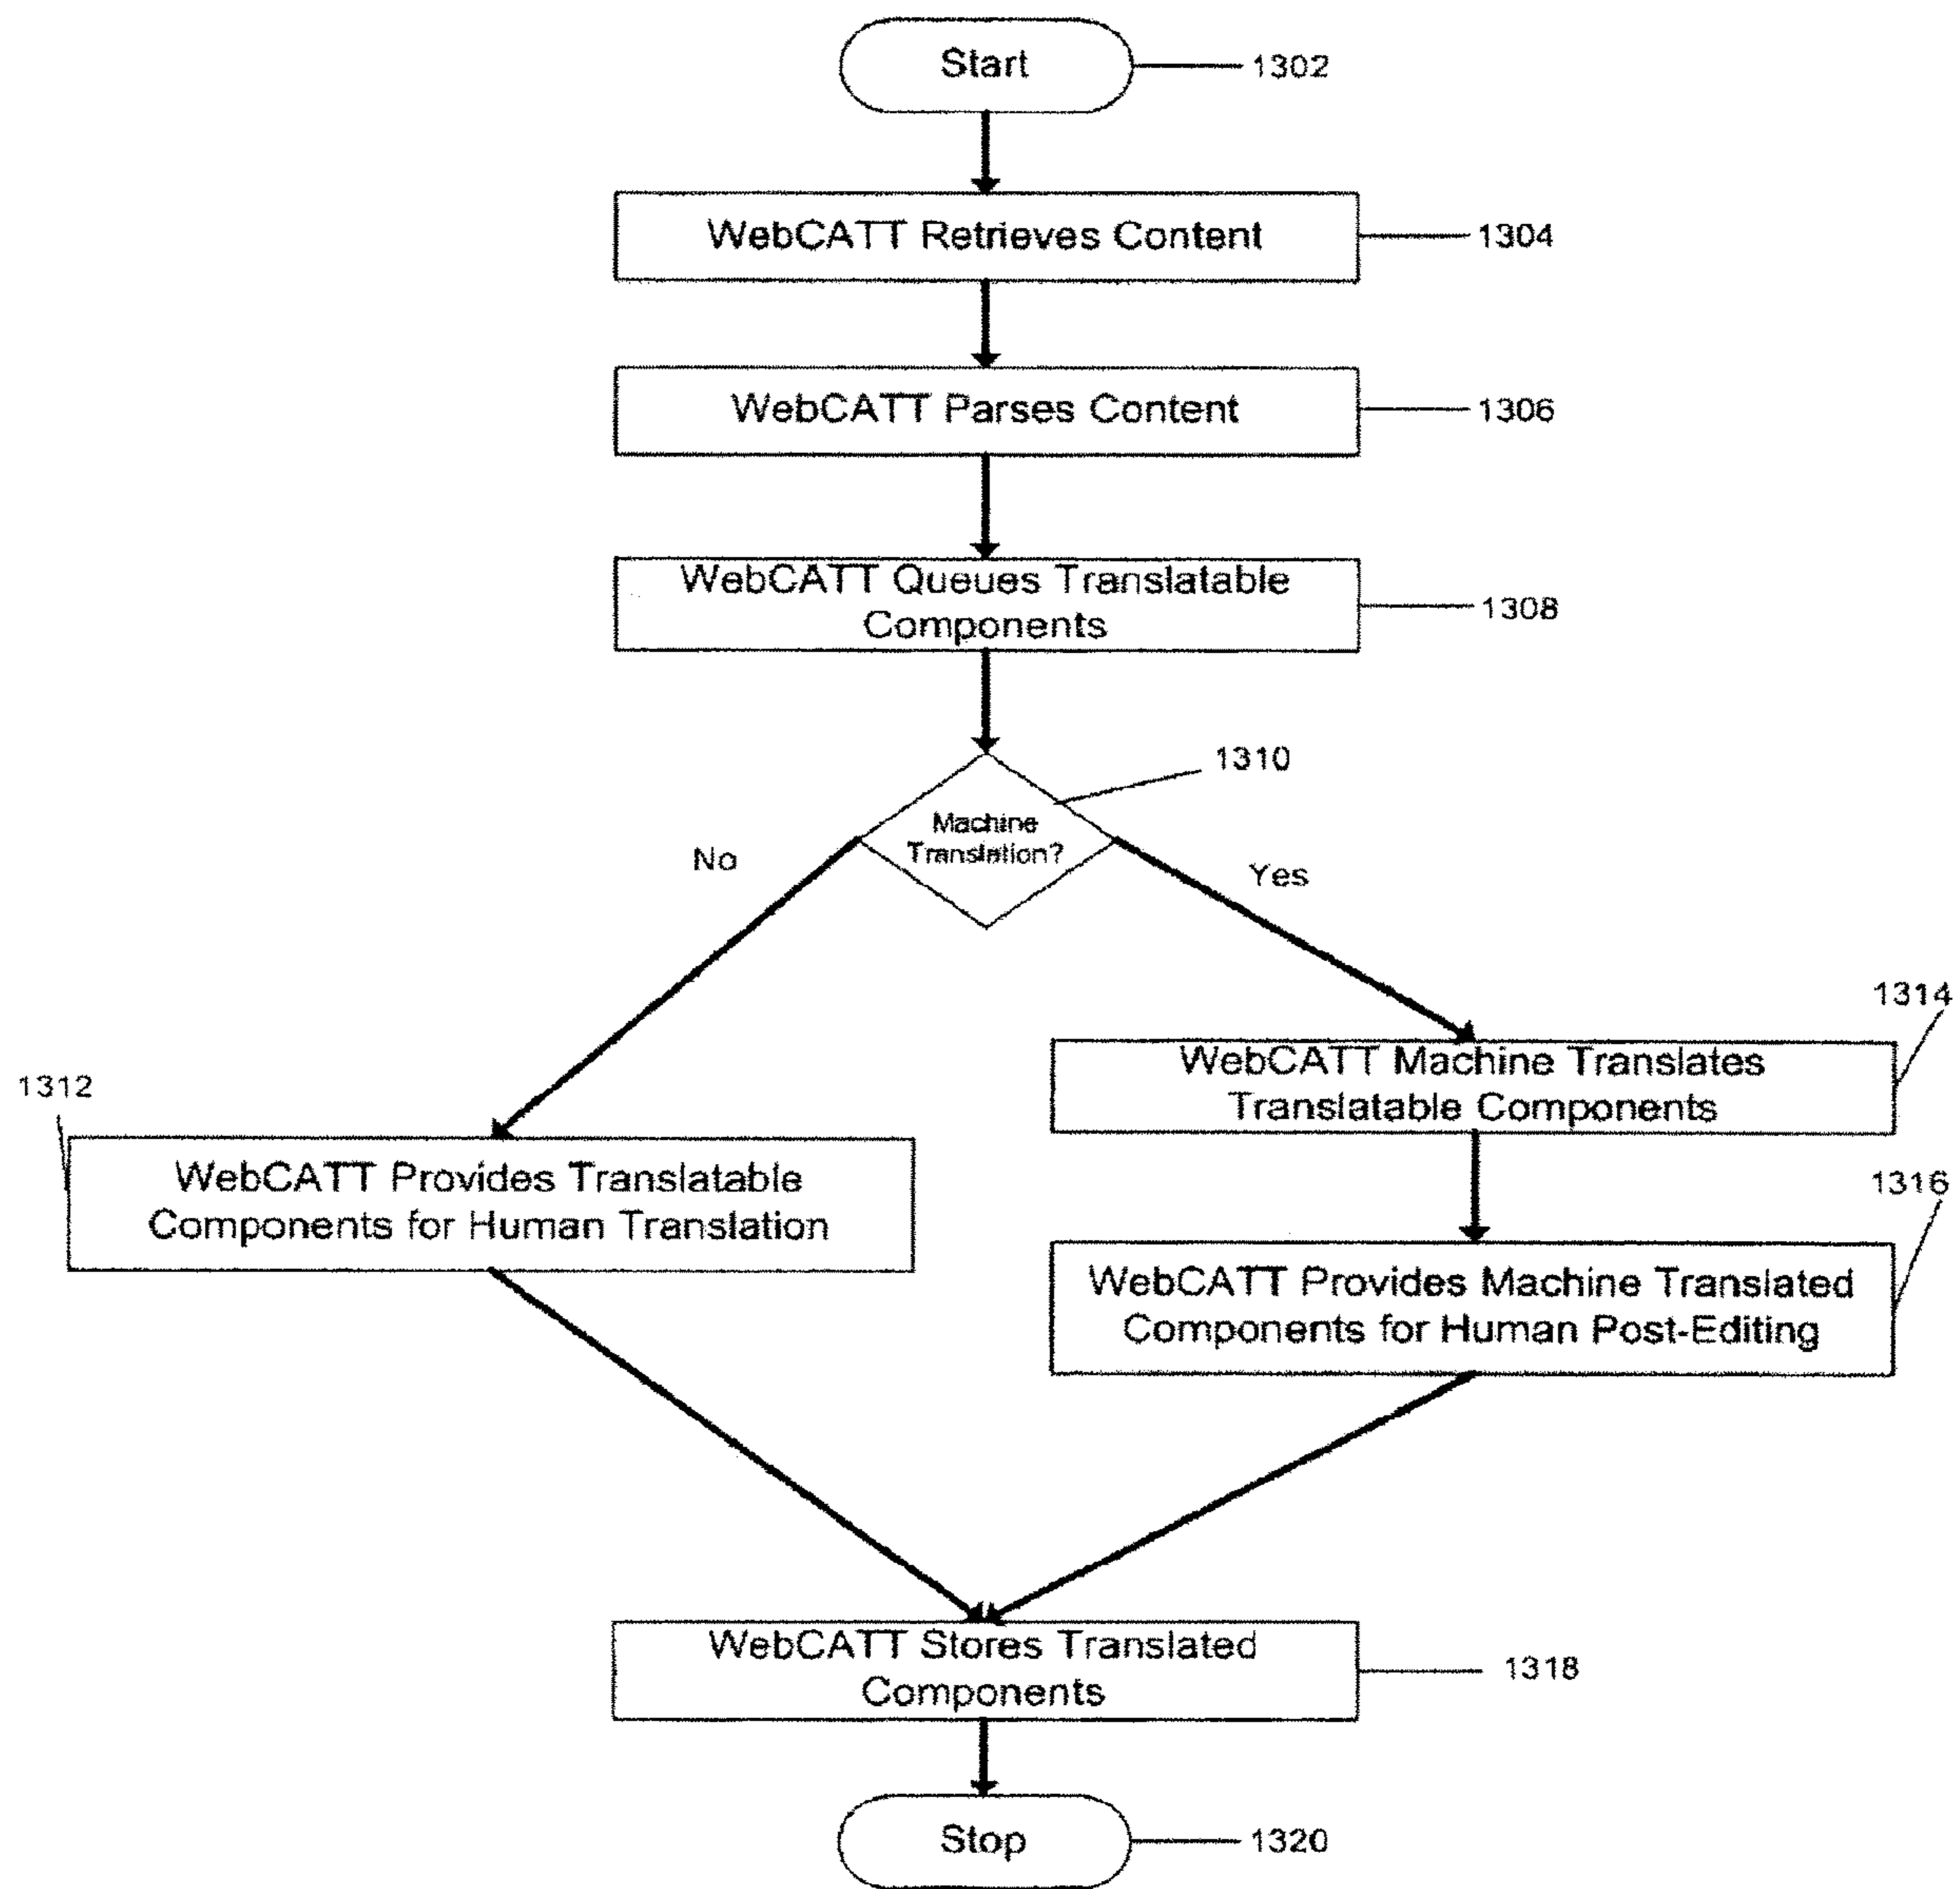 Start
1302
WebCATT Retrieves Content
1304
WebCATT Parses Content
1306
WebCATT Queues Translatable
Components
1308
1310
Machine
Translation?
No
Yes
1314
WebCATT Machine Translates
Translatable Components
1312
WebCATT Provides Translatable
Components for Human Translation
1316
WebCATT Provides Machine Translated
Components for Human Post-Editing
WebCATT Stores Translated
Components
1318
Stop
1320